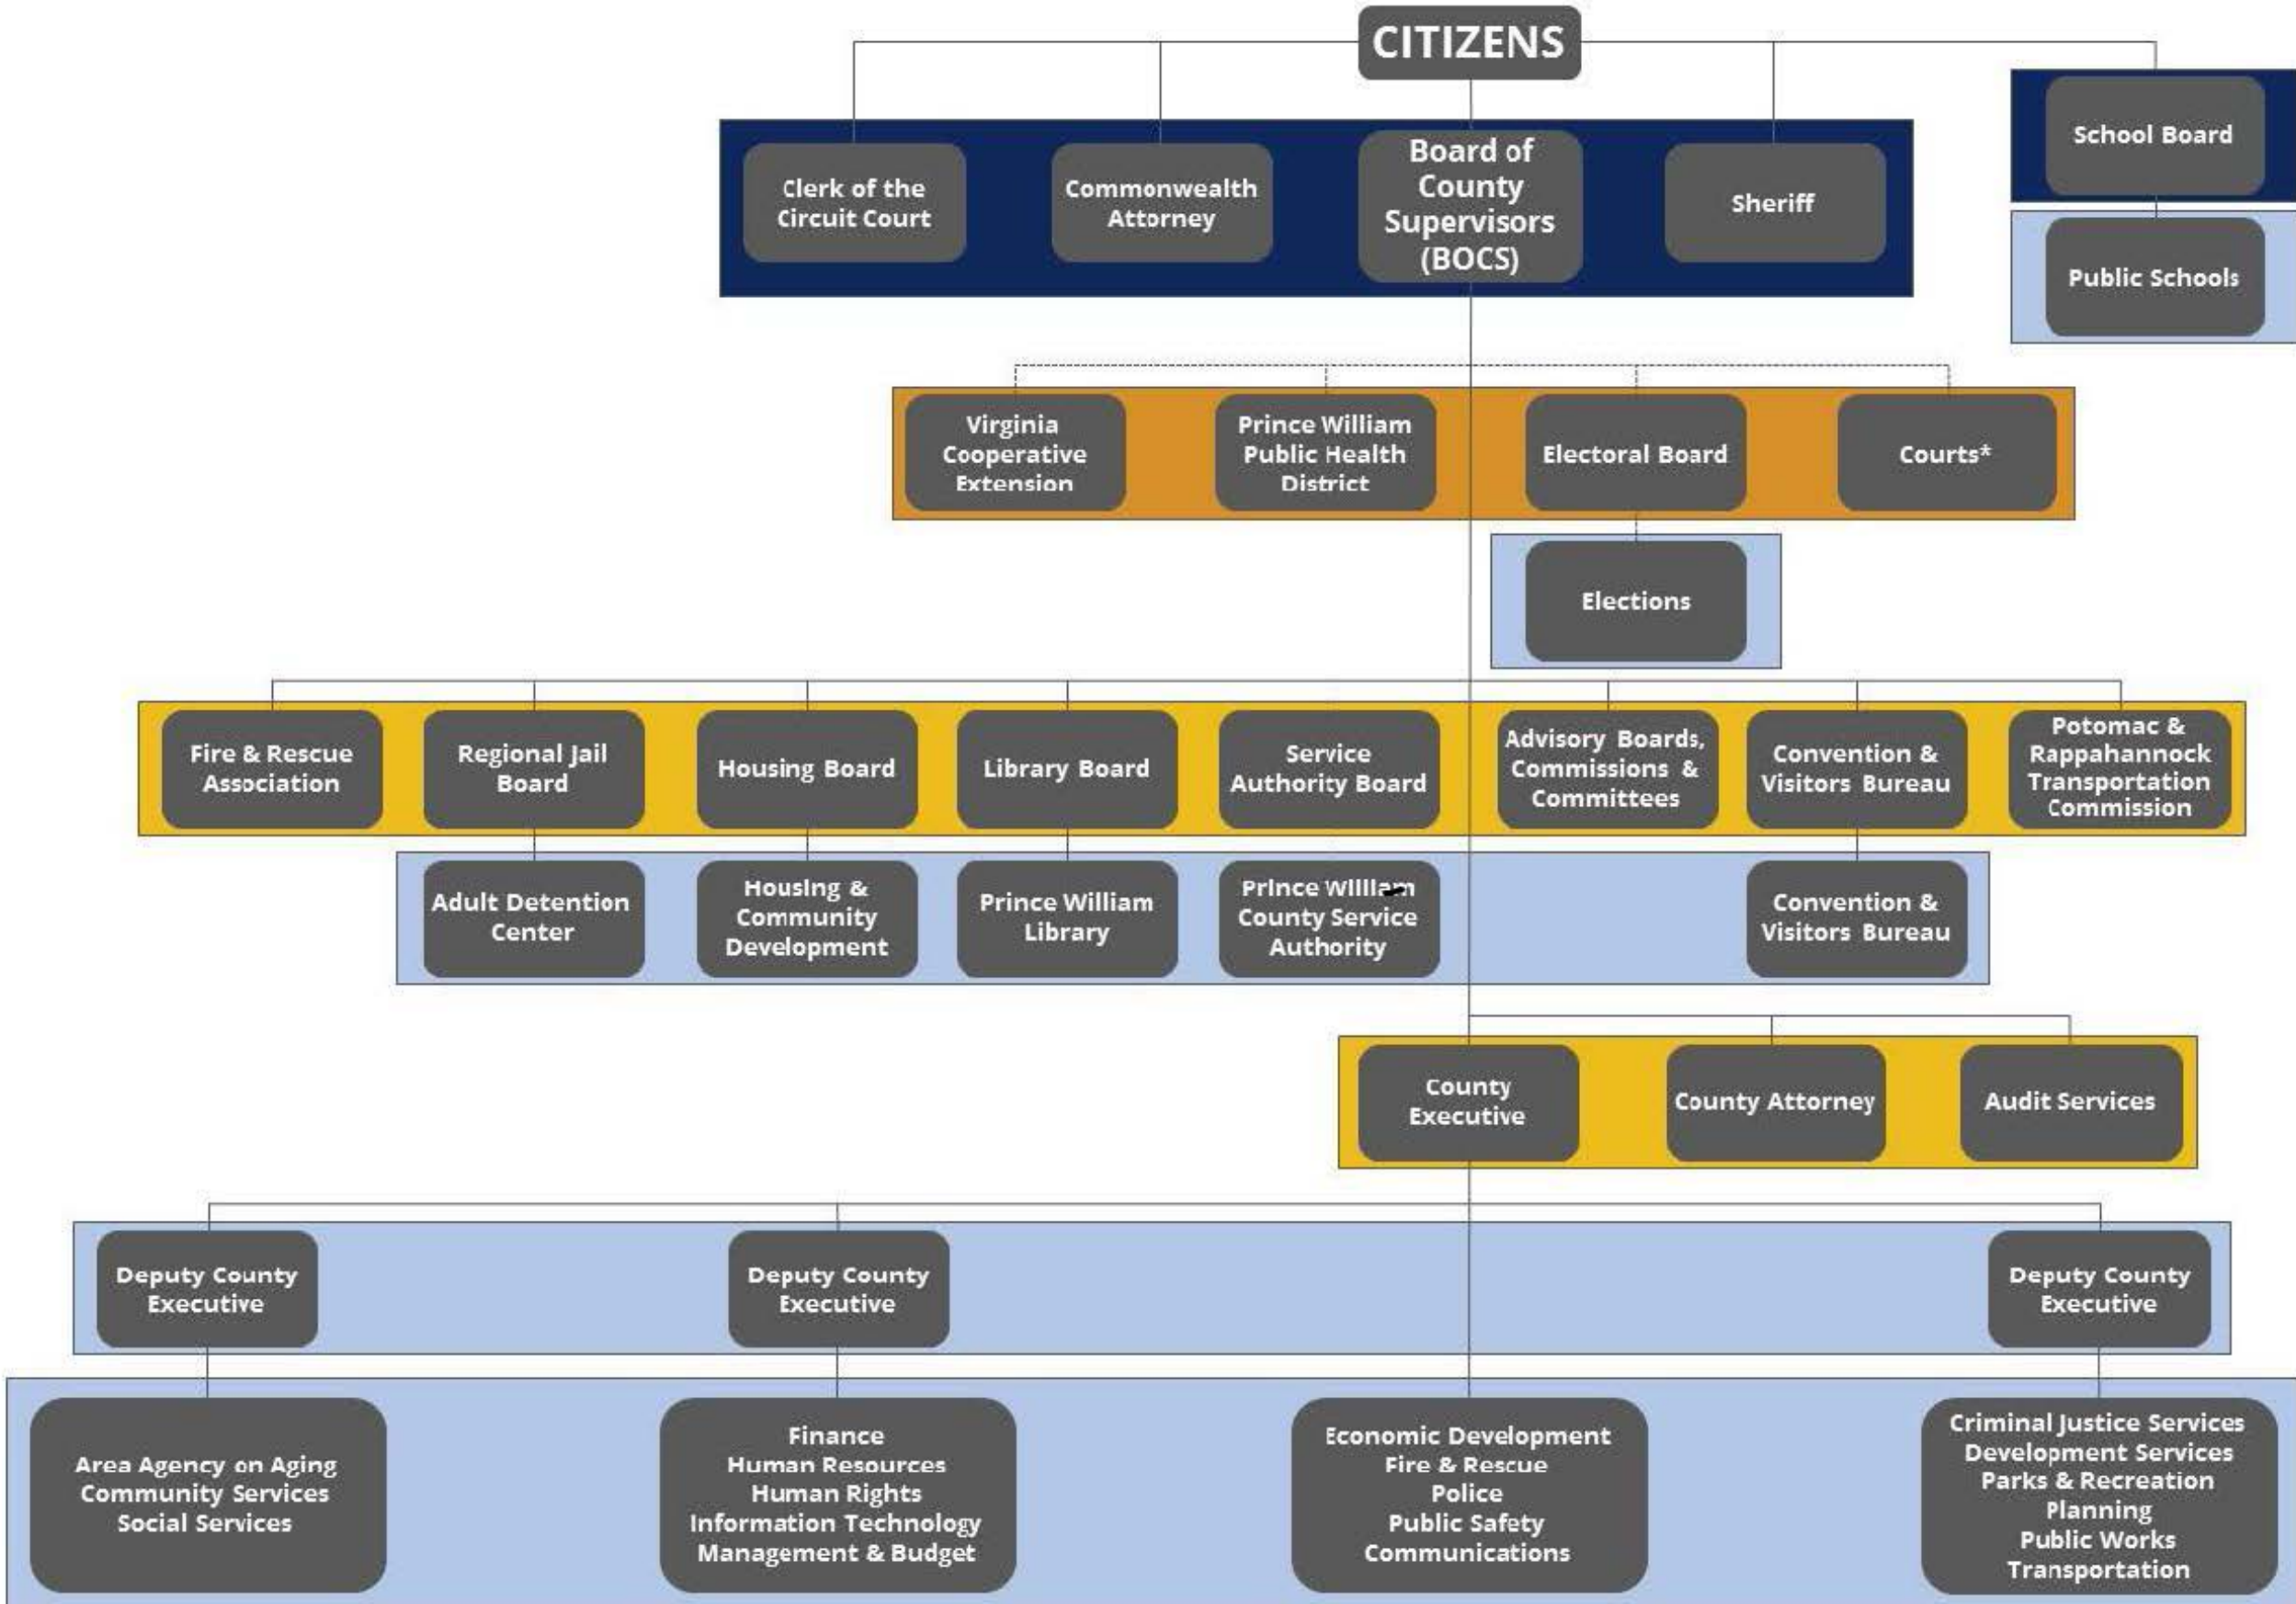 CITIZENS
Clerk of the
Circuit Court
Commonwealth
Attorney
Board of
County
Supervisors
(BOCS)
Sheriff
School Board
Public Schools
Virginia
Cooperative
Extension
Prince William
Public Health
District
Electoral Board
Courts*
Elections
Fire & Rescue
Association
Regional Jail
Board
Housing Board
Library Board
Service
Authority Board
Advisory Boards,
Commissions &
Committees
Convention &
Visitors Bureau
Potomac &
Rappahannock
Transportation
Commission
Adult Detention
Center
Housing &
Community
Development
Prince William
Library
Prince William
County Service
Authority
Convention &
Visitors Bureau
County
Executive
County Attorney
Audit Services
Deputy County
Executive
Deputy County
Executive
Deputy County
Executive
Area Agency on Aging
Community Services
Social Services
Finance
Human Resources
Human Rights
Information Technology
Management & Budget
Economic Development
Fire & Rescue
Police
Public Safety
Communications
Criminal Justice Services
Development Services
Parks & Recreation
Planning
Public Works
Transportation